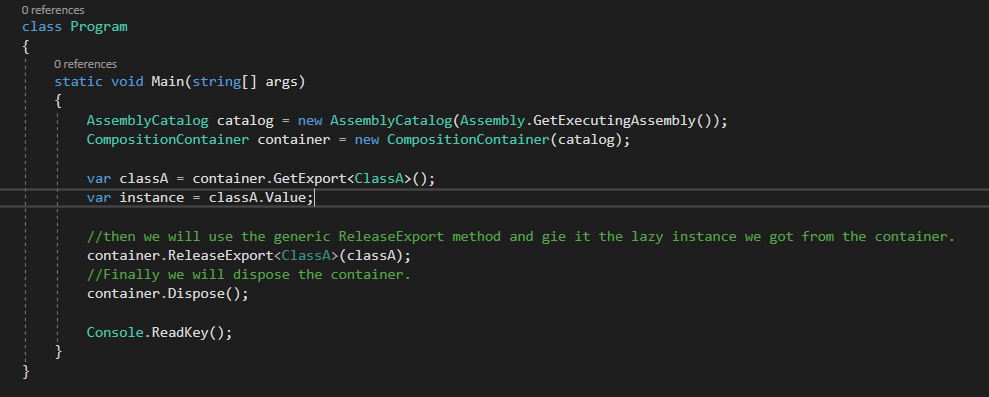 0 references
class Program
{
0 references
static void Main(string[] args)
{
AssemblyCatalog catalog = new AssemblyCatalog(Assembly.GetExecutingAssembly());
CompositionContainer container = new CompositionContainer(catalog);
var classA = container.GetExport<ClassA>();
var instance = classA.Value;
//then we will use the generic ReleaseExport method and gie it the lazy instance we got from the container.
container.ReleaseExport<ClassA>(classA);
//Finally we will dispose the container.
container.Dispose();
Console.ReadKey();
}
}